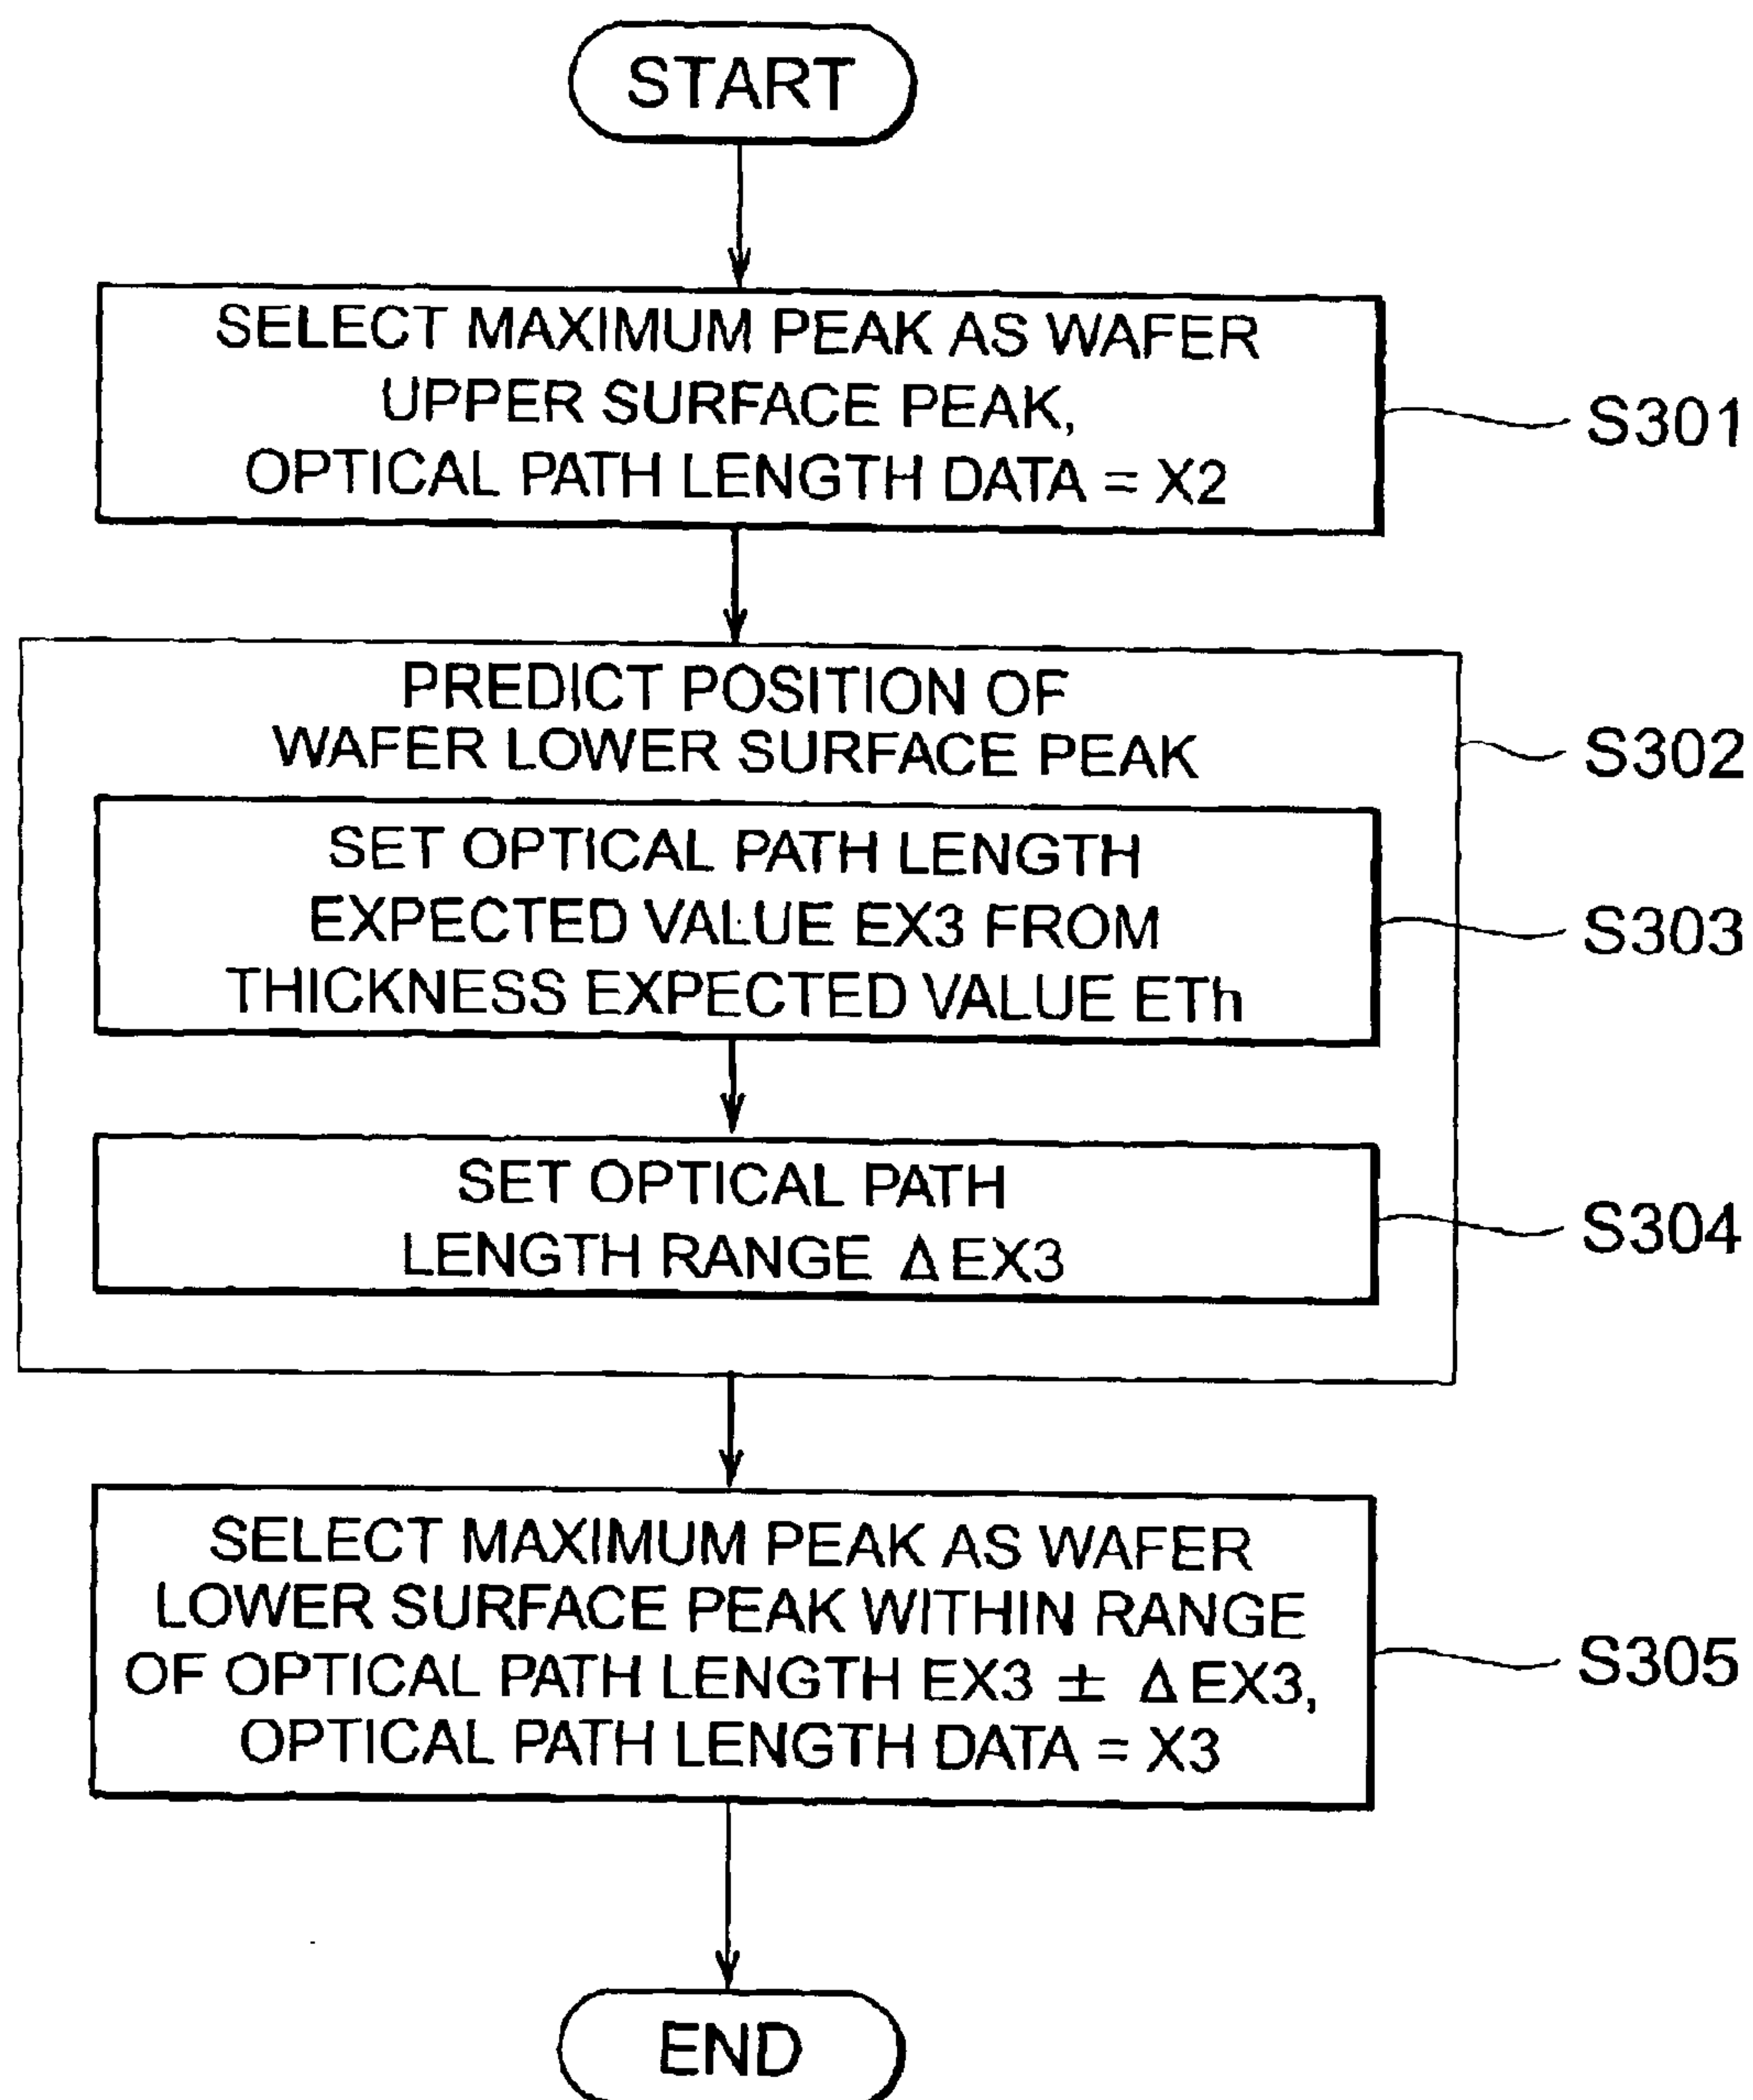 START
SELECT MAXIMUM PEAK AS WAFER
UPPER SURFACE PEAK,
OPTICAL PATH LENGTH DATA = X2
S301
PREDICT POSITION OF
WAFER LOWER SURFACE PEAK
S302
SET OPTICAL PATH LENGTH
EXPECTED VALUE EX3 FROM
THICKNESS EXPECTED VALUE ETh
S303
SET OPTICAL PATH
LENGTH RANGE Δ EX3
S304
SELECT MAXIMUM PEAK AS WAFER
LOWER SURFACE PEAK WITHIN RANGE
OF OPTICAL PATH LENGTH EX3 ± Δ EX3,
OPTICAL PATH LENGTH DATA = X3
S305
END